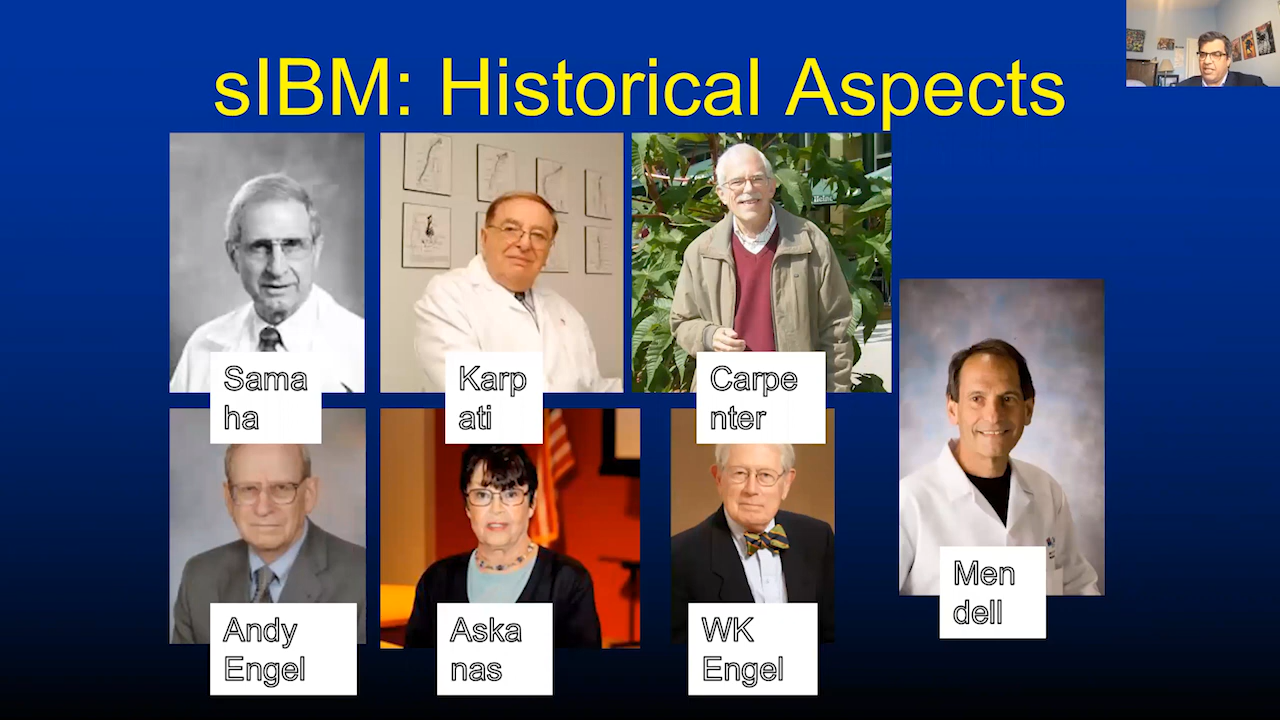 sIBM: Historical Aspects
Sama
ha
Karp
ati
Carpe
nter
Men
dell
Andy
Engel
Aska
nas
WK
Engel